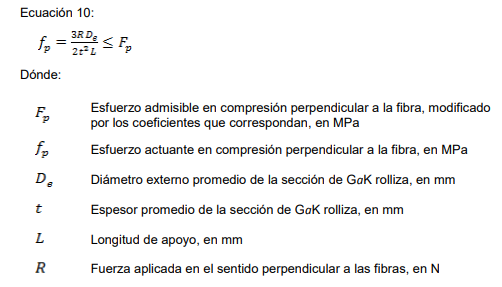 Ecuación 10:
f_p = 3R D_e / 2t² L ≤ F_p
Dónde:
F_p Esfuerzo admisible en compresión perpendicular a la fibra, modificado
por los coeficientes que correspondan, en MPa
f_p Esfuerzo actuante en compresión perpendicular a la fibra, en MPa
D_e Diámetro externo promedio de la sección de GaK rolliza, en mm
t Espesor promedio de la sección de GaK rolliza, en mm
L Longitud de apoyo, en mm
R Fuerza aplicada en el sentido perpendicular a las fibras, en N